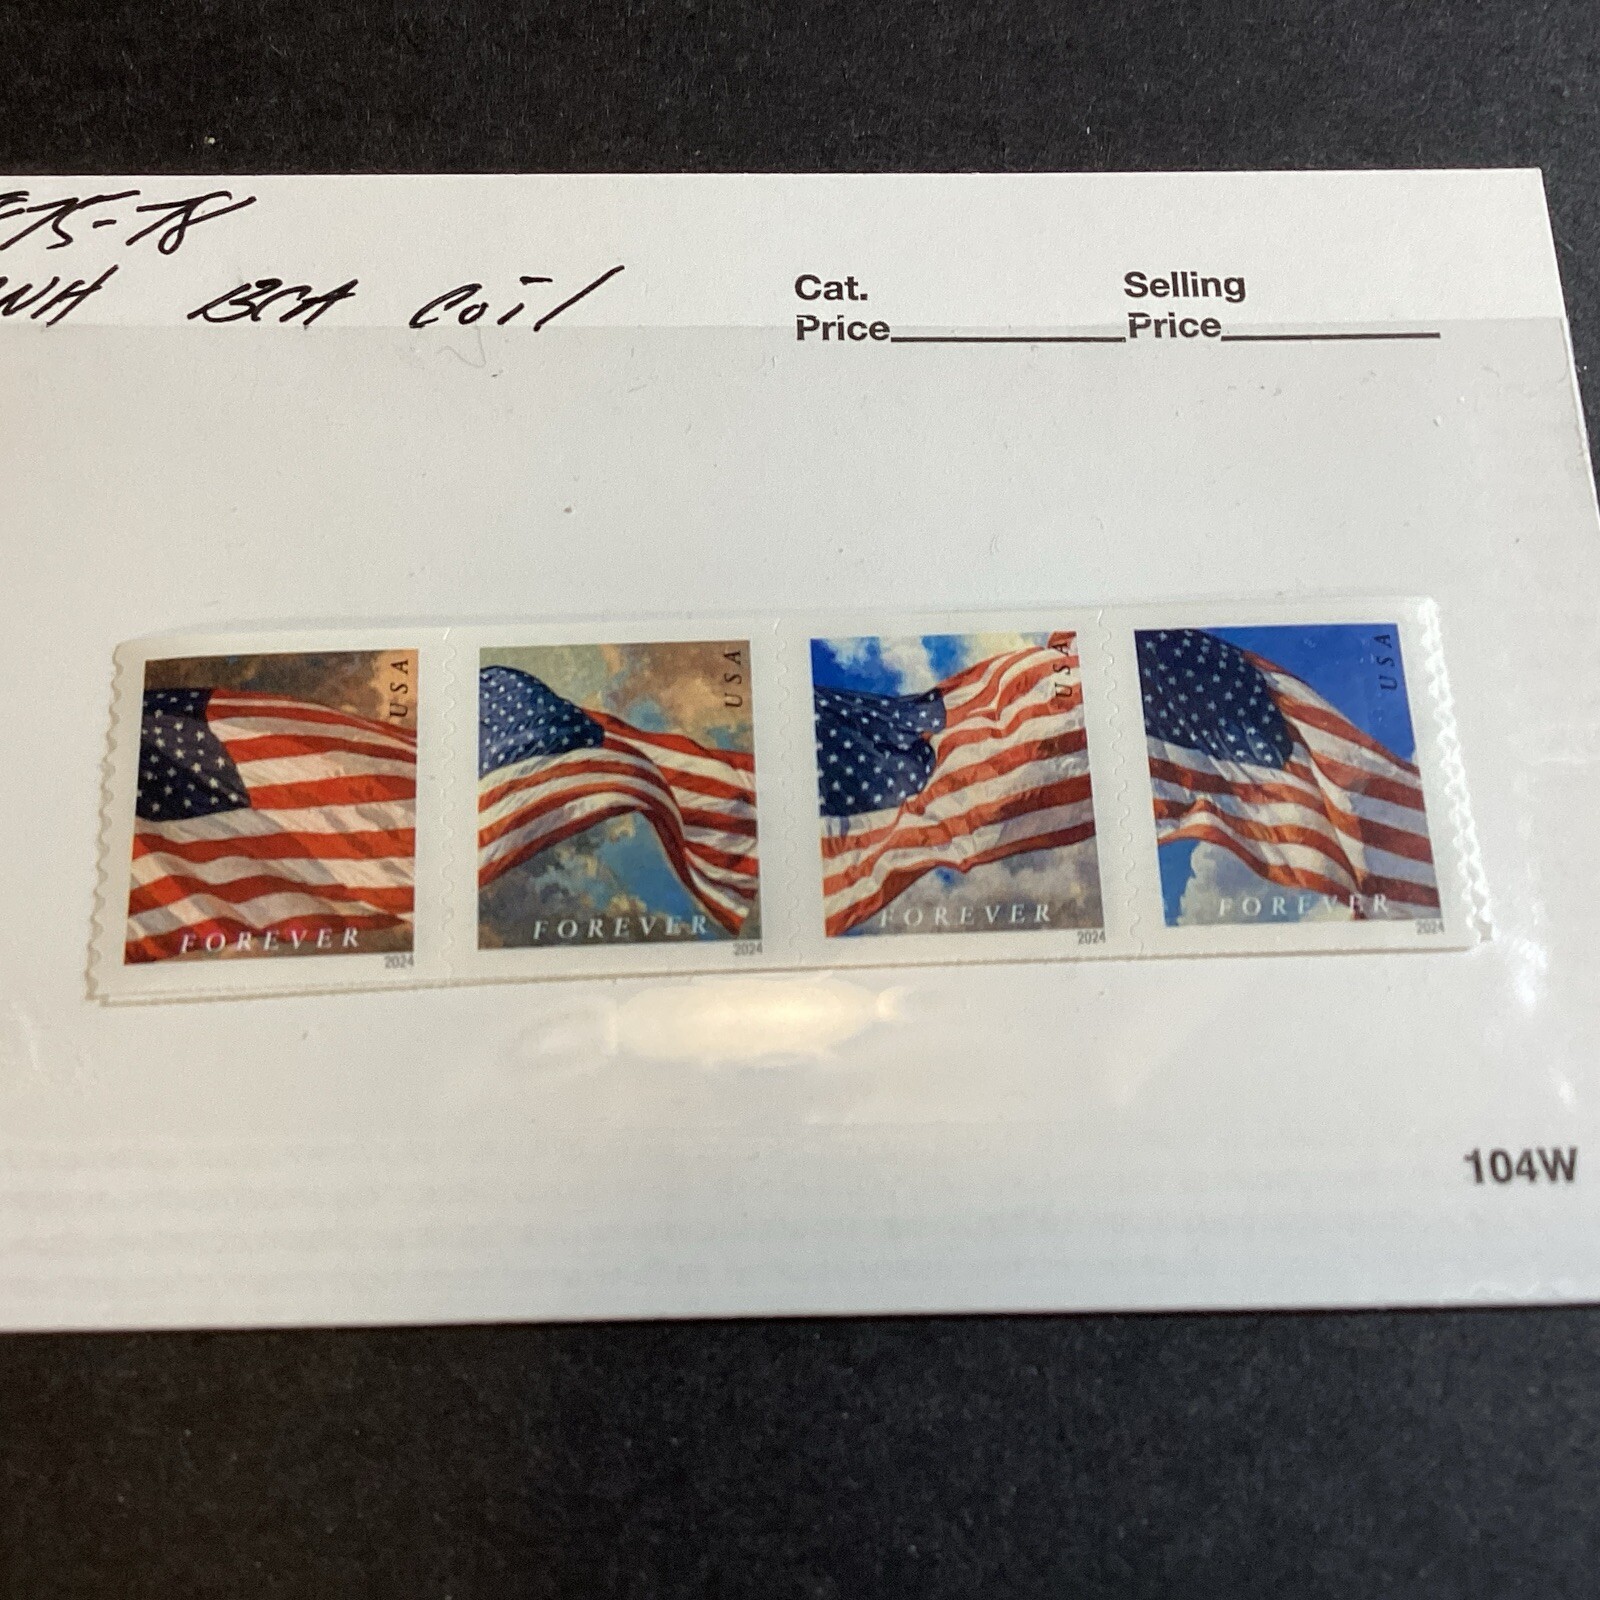 75-78
NH BCA Coil
Cat. Price Selling Price
USA
FOREVER
2024
USA
FOREVER
2024
USA
FOREVER
2024
USA
FOREVER
2024
104W